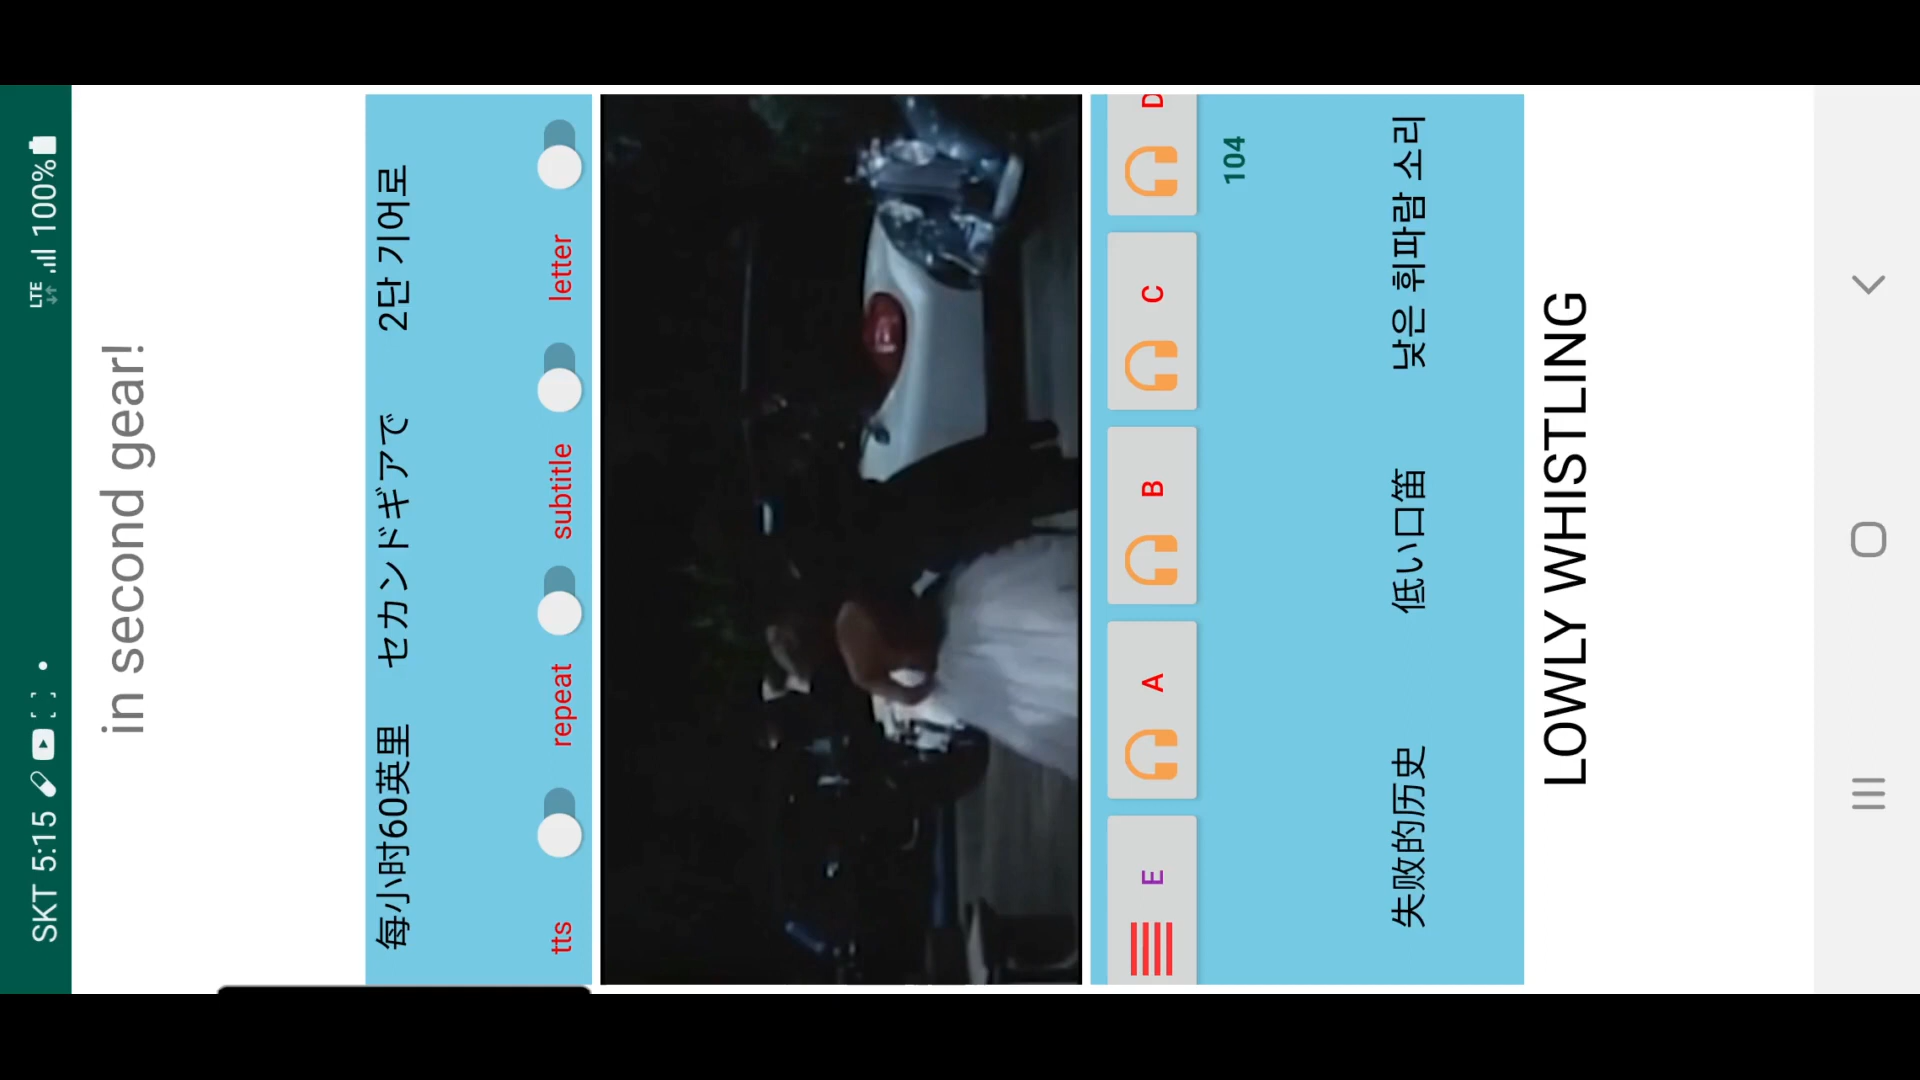 SKT 5:15 LTE 100%
in second gear!
每小时60英里 セカンドギアで 2단 기어로
tts repeat subtitle letter
E A B C D
104
失败的历史 低い口笛 낮은 휘파람 소리
LOWLY WHISTLING